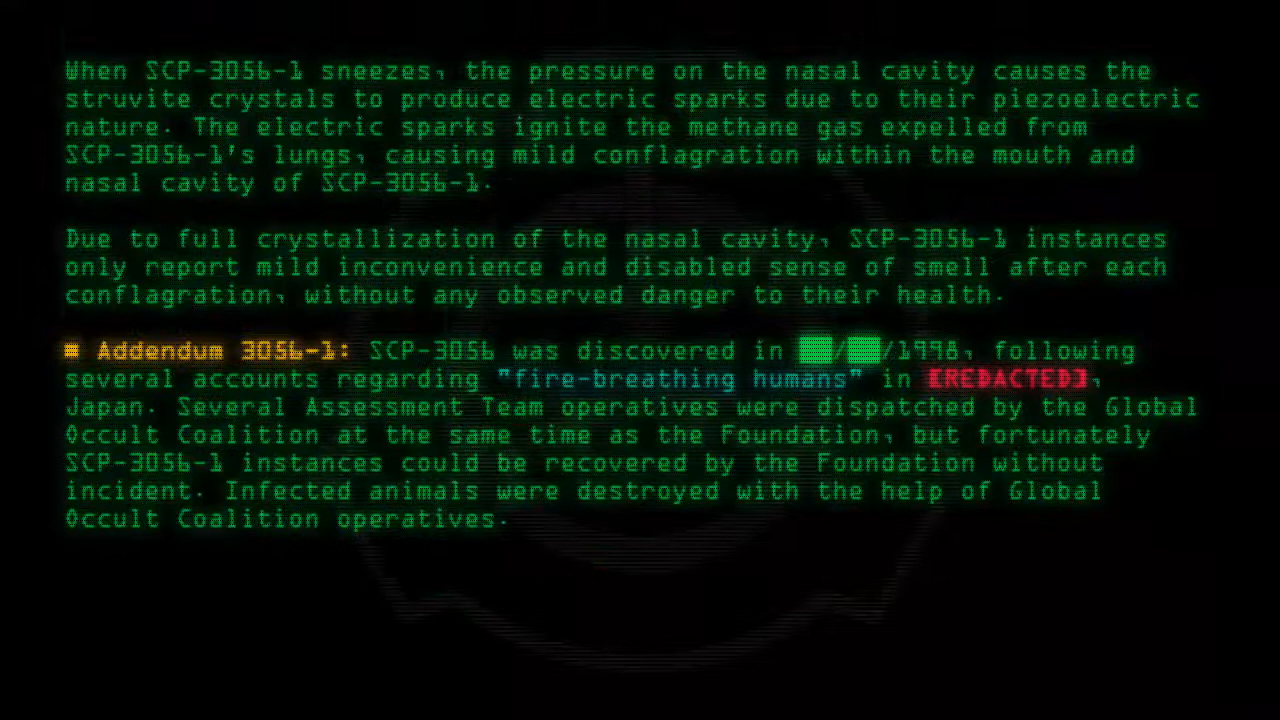 When SCP-3056-1 sneezes, the pressure on the nasal cavity causes the
struvite crystals to produce electric sparks due to their piezoelectric
nature. The electric sparks ignite the methane gas expelled from
SCP-3056-1's lungs, causing mild conflagration within the mouth and
nasal cavity of SCP-3056-1.
Due to full crystallization of the nasal cavity, SCP-3056-1 instances
only report mild inconvenience and disabled sense of smell after each
conflagration, without any observed danger to their health.
■ Addendum 3056-1: SCP-3056 was discovered in ██/██/1998, following
several accounts regarding "fire-breathing humans" in [REDACTED],
Japan. Several Assessment Team operatives were dispatched by the Global
Occult Coalition at the same time as the Foundation, but fortunately
SCP-3056-1 instances could be recovered by the Foundation without
incident. Infected animals were destroyed with the help of Global
Occult Coalition operatives.